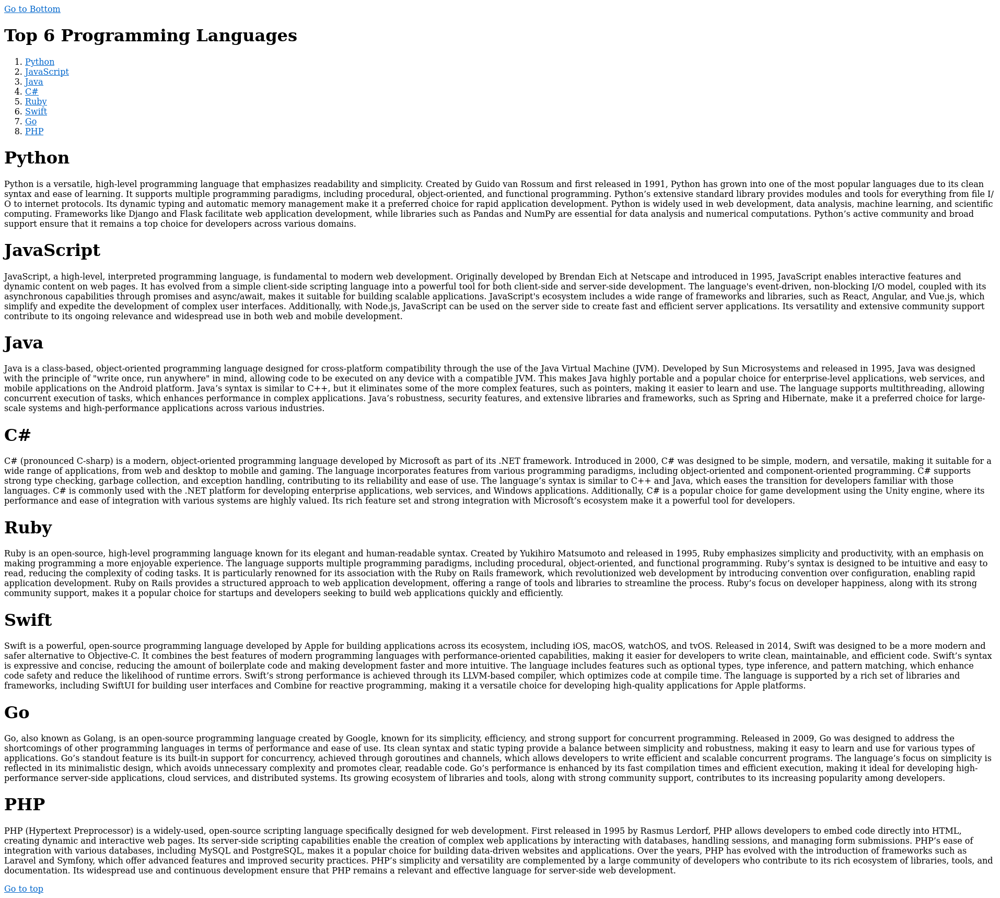 Go to Bottom
Top 6 Programming Languages
1. Python
2. JavaScript
3. Java
4. C#
5. Ruby
6. Swift
7. Go
8. PHP
Python
Python is a versatile, high-level programming language that emphasizes readability and simplicity. Created by Guido van Rossum and first released in 1991, Python has grown into one of the most popular languages due to its clean
syntax and ease of learning. It supports multiple programming paradigms, including procedural, object-oriented, and functional programming. Python’s extensive standard library provides modules and tools for everything from file I/
O to internet protocols. Its dynamic typing and automatic memory management make it a preferred choice for rapid application development. Python is widely used in web development, data analysis, machine learning, and scientific
computing. Frameworks like Django and Flask facilitate web application development, while libraries such as Pandas and NumPy are essential for data analysis and numerical computations. Python’s active community and broad
support ensure that it remains a top choice for developers across various domains.
JavaScript
JavaScript, a high-level, interpreted programming language, is fundamental to modern web development. Originally developed by Brendan Eich at Netscape and introduced in 1995, JavaScript enables interactive features and
dynamic content on web pages. It has evolved from a simple client-side scripting language into a powerful tool for both client-side and server-side development. The language's event-driven, non-blocking I/O model, coupled with its
asynchronous capabilities through promises and async/await, makes it suitable for building scalable applications. JavaScript's ecosystem includes a wide range of frameworks and libraries, such as React, Angular, and Vue.js, which
simplify and expedite the development of complex user interfaces. Additionally, with Node.js, JavaScript can be used on the server side to create fast and efficient server applications. Its versatility and extensive community support
contribute to its ongoing relevance and widespread use in both web and mobile development.
Java
Java is a class-based, object-oriented programming language designed for cross-platform compatibility through the use of the Java Virtual Machine (JVM). Developed by Sun Microsystems and released in 1995, Java was designed
with the principle of "write once, run anywhere" in mind, allowing code to be executed on any device with a compatible JVM. This makes Java highly portable and a popular choice for enterprise-level applications, web services, and
mobile applications on the Android platform. Java’s syntax is similar to C++, but it eliminates some of the more complex features, such as pointers, making it easier to learn and use. The language supports multithreading, allowing
concurrent execution of tasks, which enhances performance in complex applications. Java’s robustness, security features, and extensive libraries and frameworks, such as Spring and Hibernate, make it a preferred choice for large-
scale systems and high-performance applications across various industries.
C#
C# (pronounced C-sharp) is a modern, object-oriented programming language developed by Microsoft as part of its .NET framework. Introduced in 2000, C# was designed to be simple, modern, and versatile, making it suitable for a
wide range of applications, from web and desktop to mobile and gaming. The language incorporates features from various programming paradigms, including object-oriented and component-oriented programming. C# supports
strong type checking, garbage collection, and exception handling, contributing to its reliability and ease of use. The language’s syntax is similar to C++ and Java, which eases the transition for developers familiar with those
languages. C# is commonly used with the .NET platform for developing enterprise applications, web services, and Windows applications. Additionally, C# is a popular choice for game development using the Unity engine, where its
performance and ease of integration with various systems are highly valued. Its rich feature set and strong integration with Microsoft’s ecosystem make it a powerful tool for developers.
Ruby
Ruby is an open-source, high-level programming language known for its elegant and human-readable syntax. Created by Yukihiro Matsumoto and released in 1995, Ruby emphasizes simplicity and productivity, with an emphasis on
making programming a more enjoyable experience. The language supports multiple programming paradigms, including procedural, object-oriented, and functional programming. Ruby’s syntax is designed to be intuitive and easy to
read, reducing the complexity of coding tasks. It is particularly renowned for its association with the Ruby on Rails framework, which revolutionized web development by introducing convention over configuration, enabling rapid
application development. Ruby on Rails provides a structured approach to web application development, offering a range of tools and libraries to streamline the process. Ruby’s focus on developer happiness, along with its strong
community support, makes it a popular choice for startups and developers seeking to build web applications quickly and efficiently.
Swift
Swift is a powerful, open-source programming language developed by Apple for building applications across its ecosystem, including iOS, macOS, watchOS, and tvOS. Released in 2014, Swift was designed to be a more modern and
safer alternative to Objective-C. It combines the best features of modern programming languages with performance-oriented capabilities, making it easier for developers to write clean, maintainable, and efficient code. Swift’s syntax
is expressive and concise, reducing the amount of boilerplate code and making development faster and more intuitive. The language includes features such as optional types, type inference, and pattern matching, which enhance
code safety and reduce the likelihood of runtime errors. Swift’s strong performance is achieved through its LLVM-based compiler, which optimizes code at compile time. The language is supported by a rich set of libraries and
frameworks, including SwiftUI for building user interfaces and Combine for reactive programming, making it a versatile choice for developing high-quality applications for Apple platforms.
Go
Go, also known as Golang, is an open-source programming language created by Google, known for its simplicity, efficiency, and strong support for concurrent programming. Released in 2009, Go was designed to address the
shortcomings of other programming languages in terms of performance and ease of use. Its clean syntax and static typing provide a balance between simplicity and robustness, making it easy to learn and use for various types of
applications. Go’s standout feature is its built-in support for concurrency, achieved through goroutines and channels, which allows developers to write efficient and scalable concurrent programs. The language’s focus on simplicity is
reflected in its minimalistic design, which avoids unnecessary complexity and promotes clear, readable code. Go’s performance is enhanced by its fast compilation times and efficient execution, making it ideal for developing high-
performance server-side applications, cloud services, and distributed systems. Its growing ecosystem of libraries and tools, along with strong community support, contributes to its increasing popularity among developers.
PHP
PHP (Hypertext Preprocessor) is a widely-used, open-source scripting language specifically designed for web development. First released in 1995 by Rasmus Lerdorf, PHP allows developers to embed code directly into HTML,
creating dynamic and interactive web pages. Its server-side scripting capabilities enable the creation of complex web applications by interacting with databases, handling sessions, and managing form submissions. PHP’s ease of
integration with various databases, including MySQL and PostgreSQL, makes it a popular choice for building data-driven websites and applications. Over the years, PHP has evolved with the introduction of frameworks such as
Laravel and Symfony, which offer advanced features and improved security practices. PHP’s simplicity and versatility are complemented by a large community of developers who contribute to its rich ecosystem of libraries, tools, and
documentation. Its widespread use and continuous development ensure that PHP remains a relevant and effective language for server-side web development.
Go to top